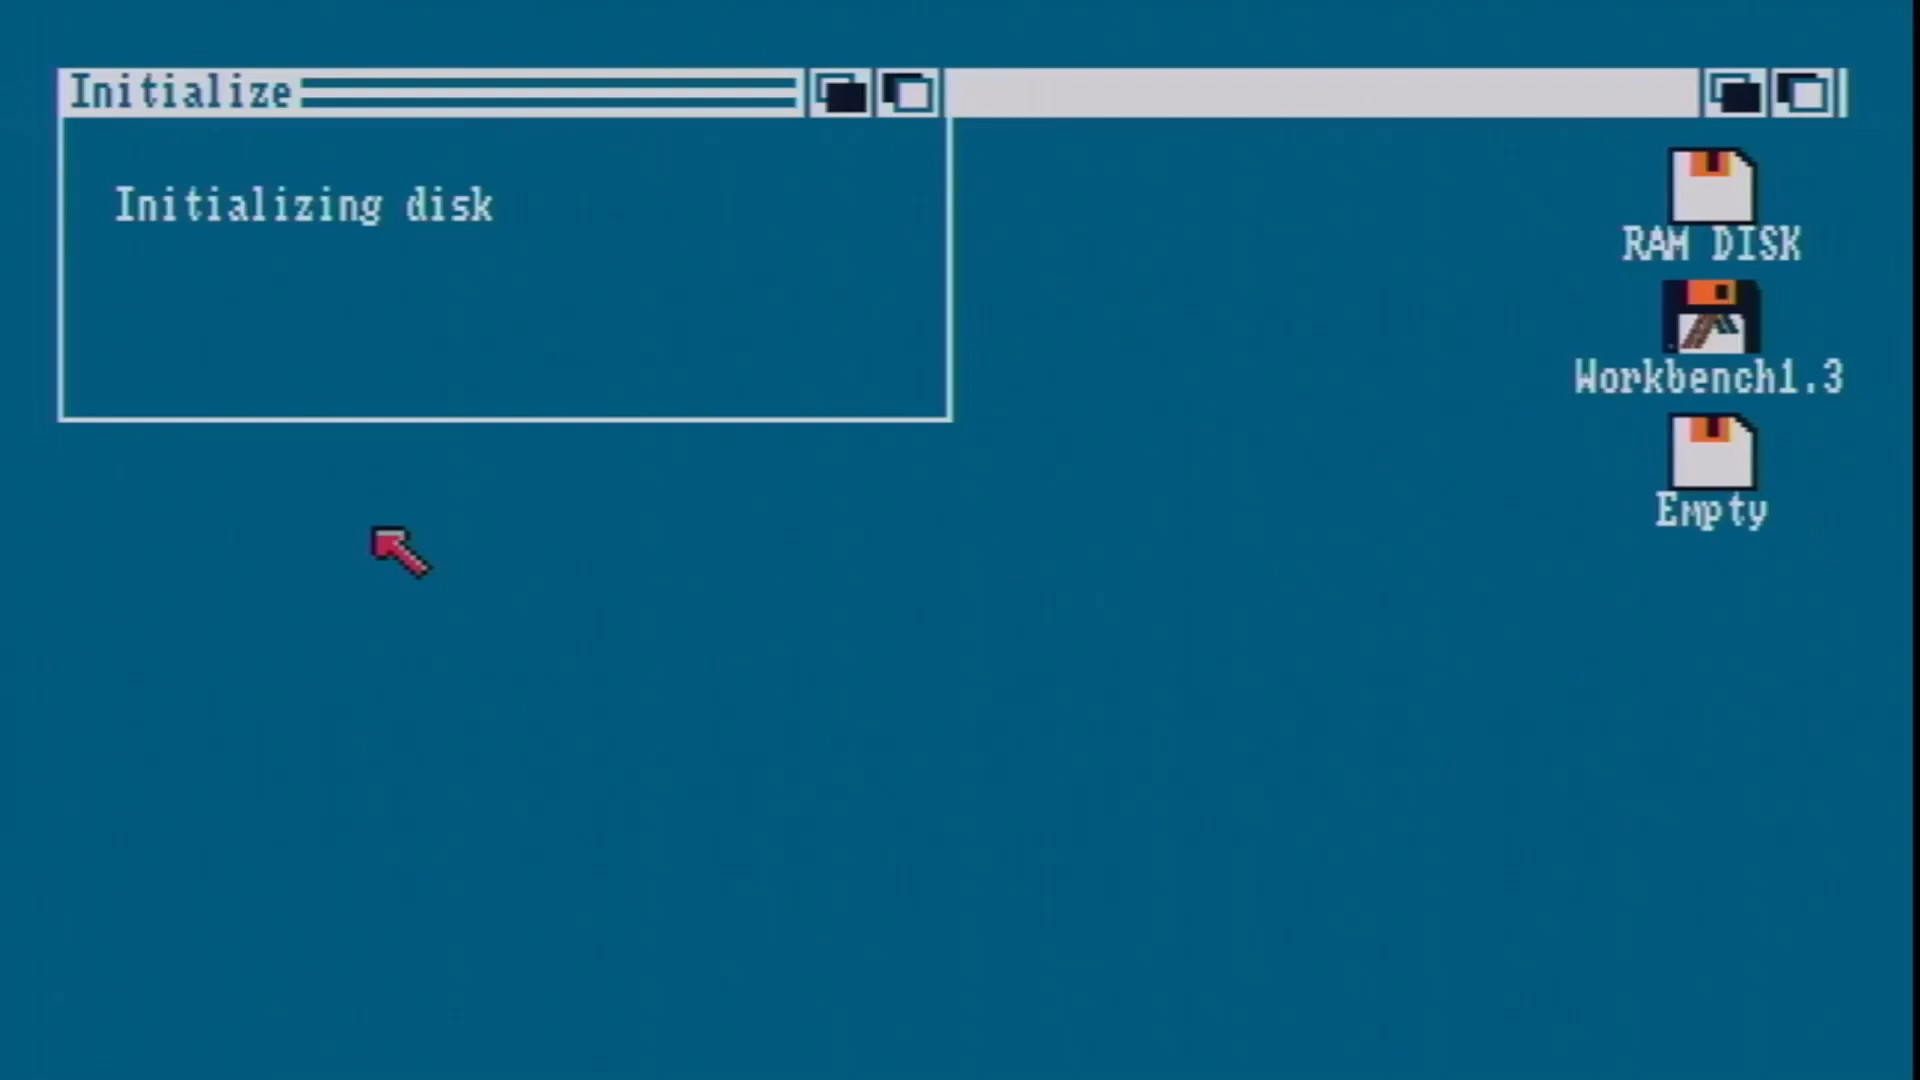 Initialize
Initializing disk
RAM DISK
Workbench1.3
Empty